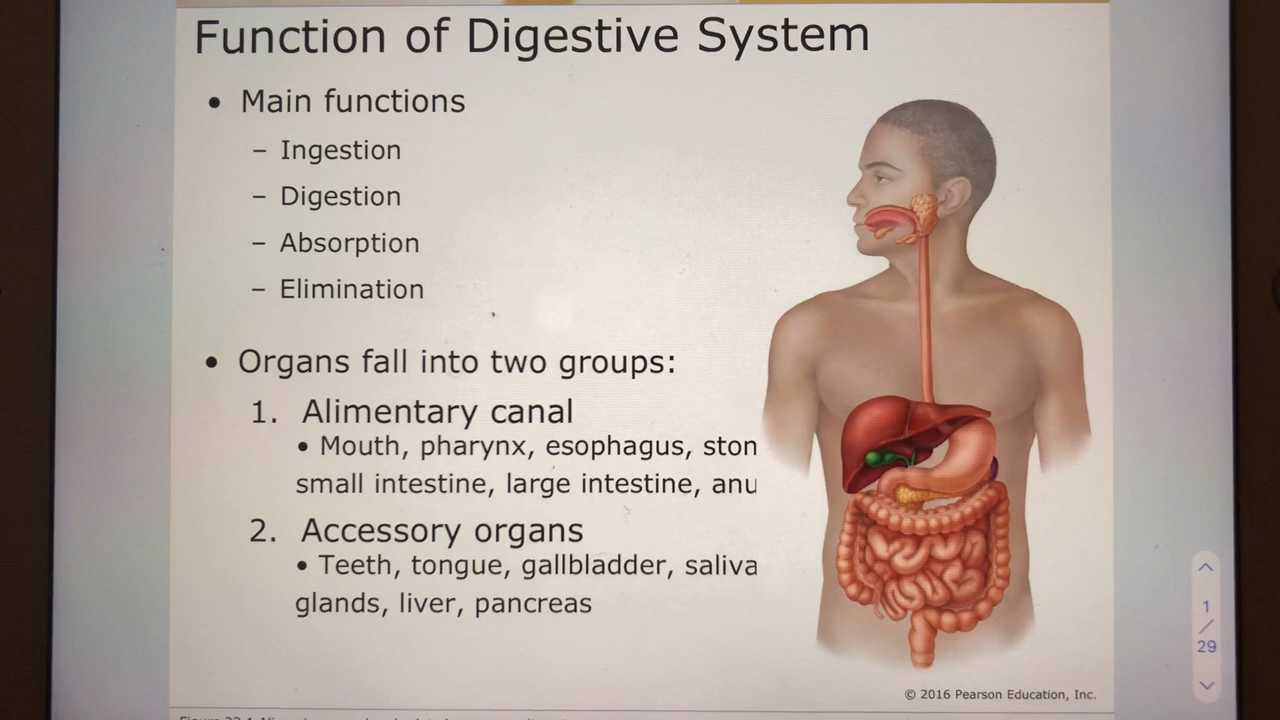 Function of Digestive System
• Main functions
– Ingestion
– Digestion
– Absorption
– Elimination
• Organs fall into two groups:
1. Alimentary canal
• Mouth, pharynx, esophagus, stom
small intestine, large intestine, anu
2. Accessory organs
• Teeth, tongue, gallbladder, saliva
glands, liver, pancreas
© 2016 Pearson Education, Inc.
1
/
29